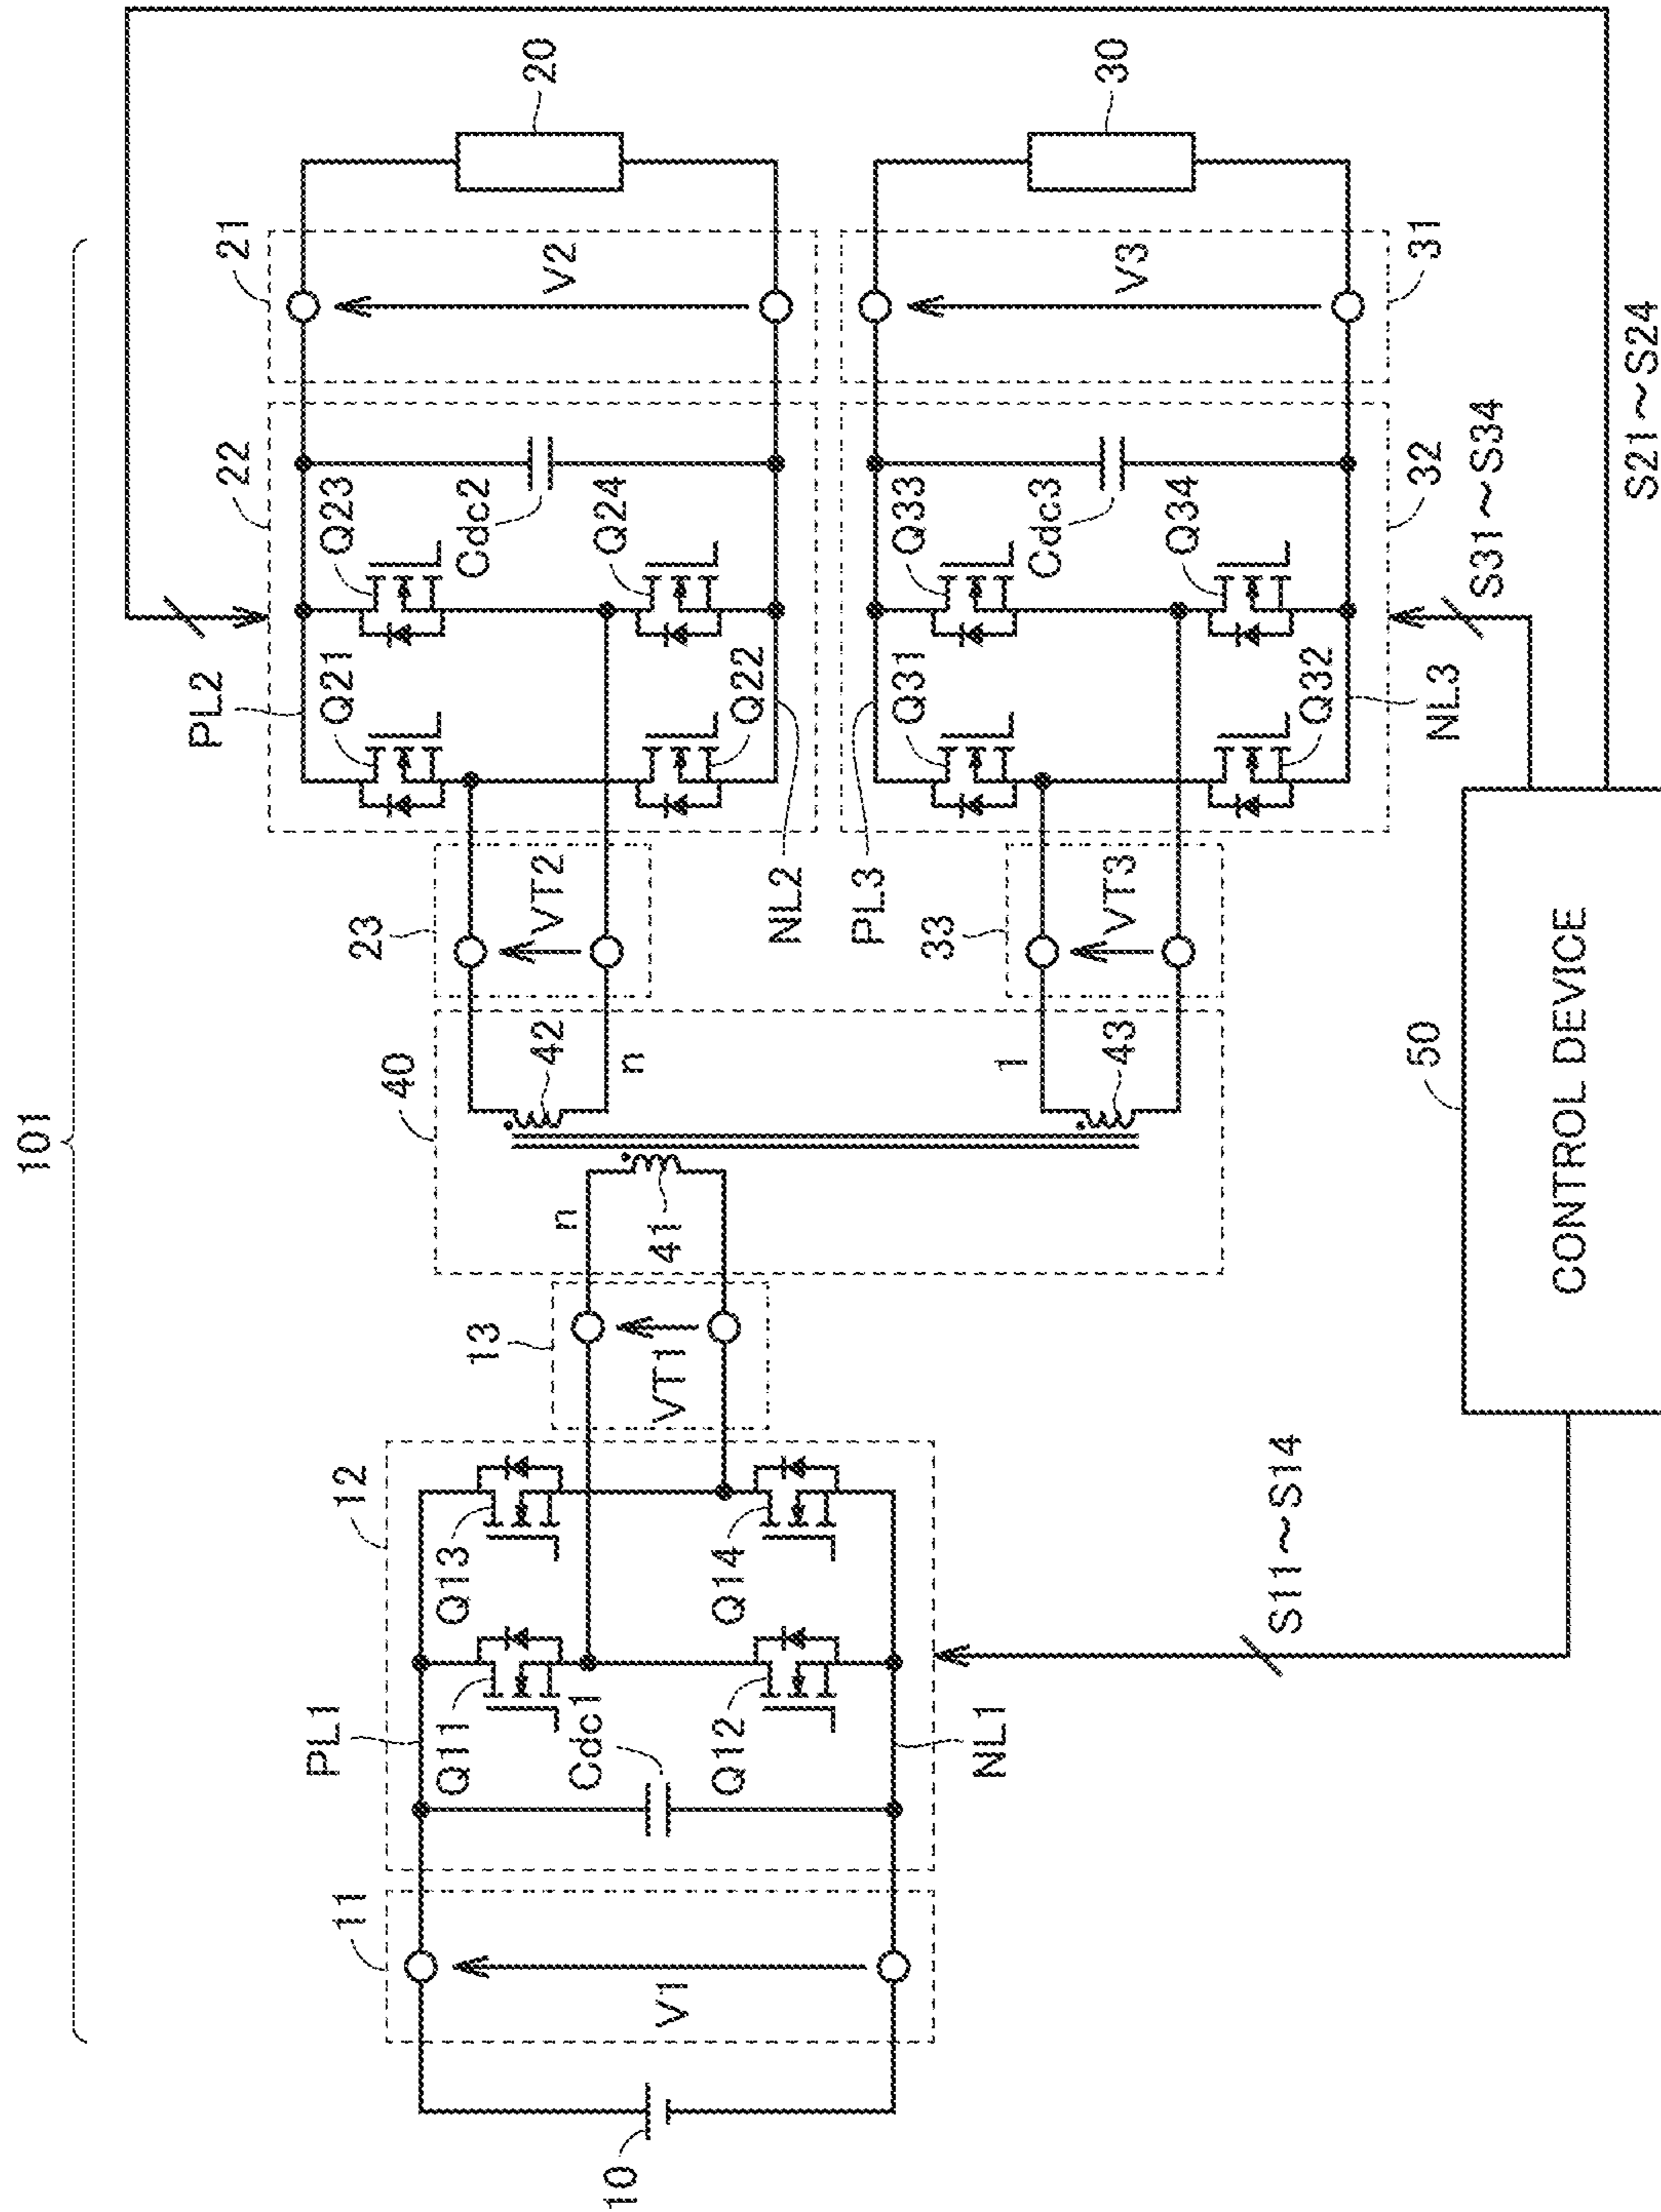 101
10
11
V1
PL1
12
Q11
Q13
Cdc1
Q12
Q14
NL1
13
VT1
40
n
41
42
n
1
43
23
VT2
NL2
PL3
33
VT3
PL2
22
Q21
Q23
Cdc2
Q22
Q24
21
V2
20
Q31
Q33
Cdc3
Q32
Q34
NL3
32
31
V3
30
S11~S14
50
CONTROL DEVICE
S31~S34
S21~S24